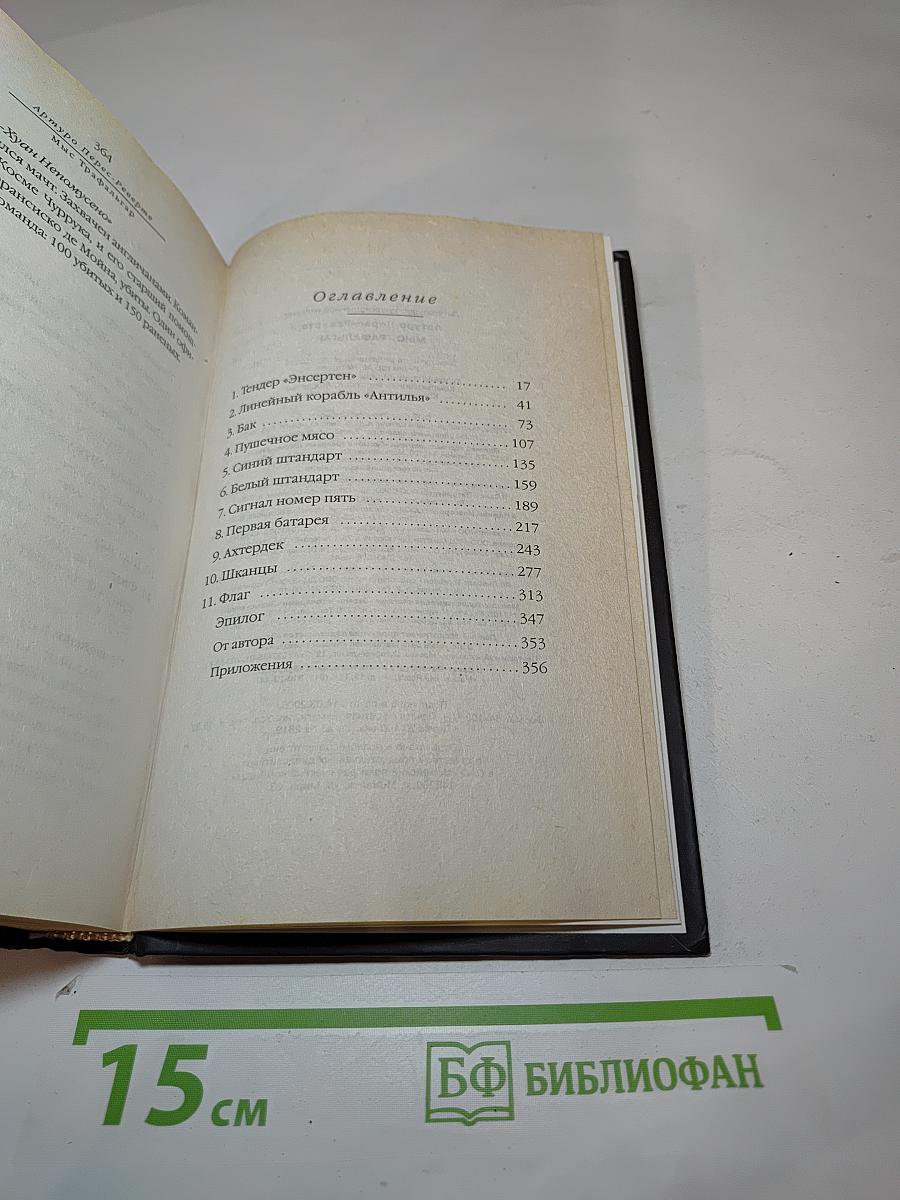 364
Артуро Перес-Реверте
Мыс Трафальгар
Хуан Непомусено»
лся мачт. Захвачен англичанами. Коман-
Косме Чуррука, и его старший помощ-
рансиско де Мойна, убиты. Один офи-
оманда: 100 убитых и 150 раненых.
Оглавление
1. Тендер «Энсертен» 17
2. Линейный корабль «Антилья» 41
3. Бак 73
4. Пушечное мясо 107
5. Синий штандарт 135
6. Белый штандарт 159
7. Сигнал номер пять 189
8. Первая батарея 217
9. Ахтердек 243
10. Шканцы 277
11. Флаг 313
Эпилог 347
От автора 353
Приложения 356
15 см
БФ БИБЛИОФАН